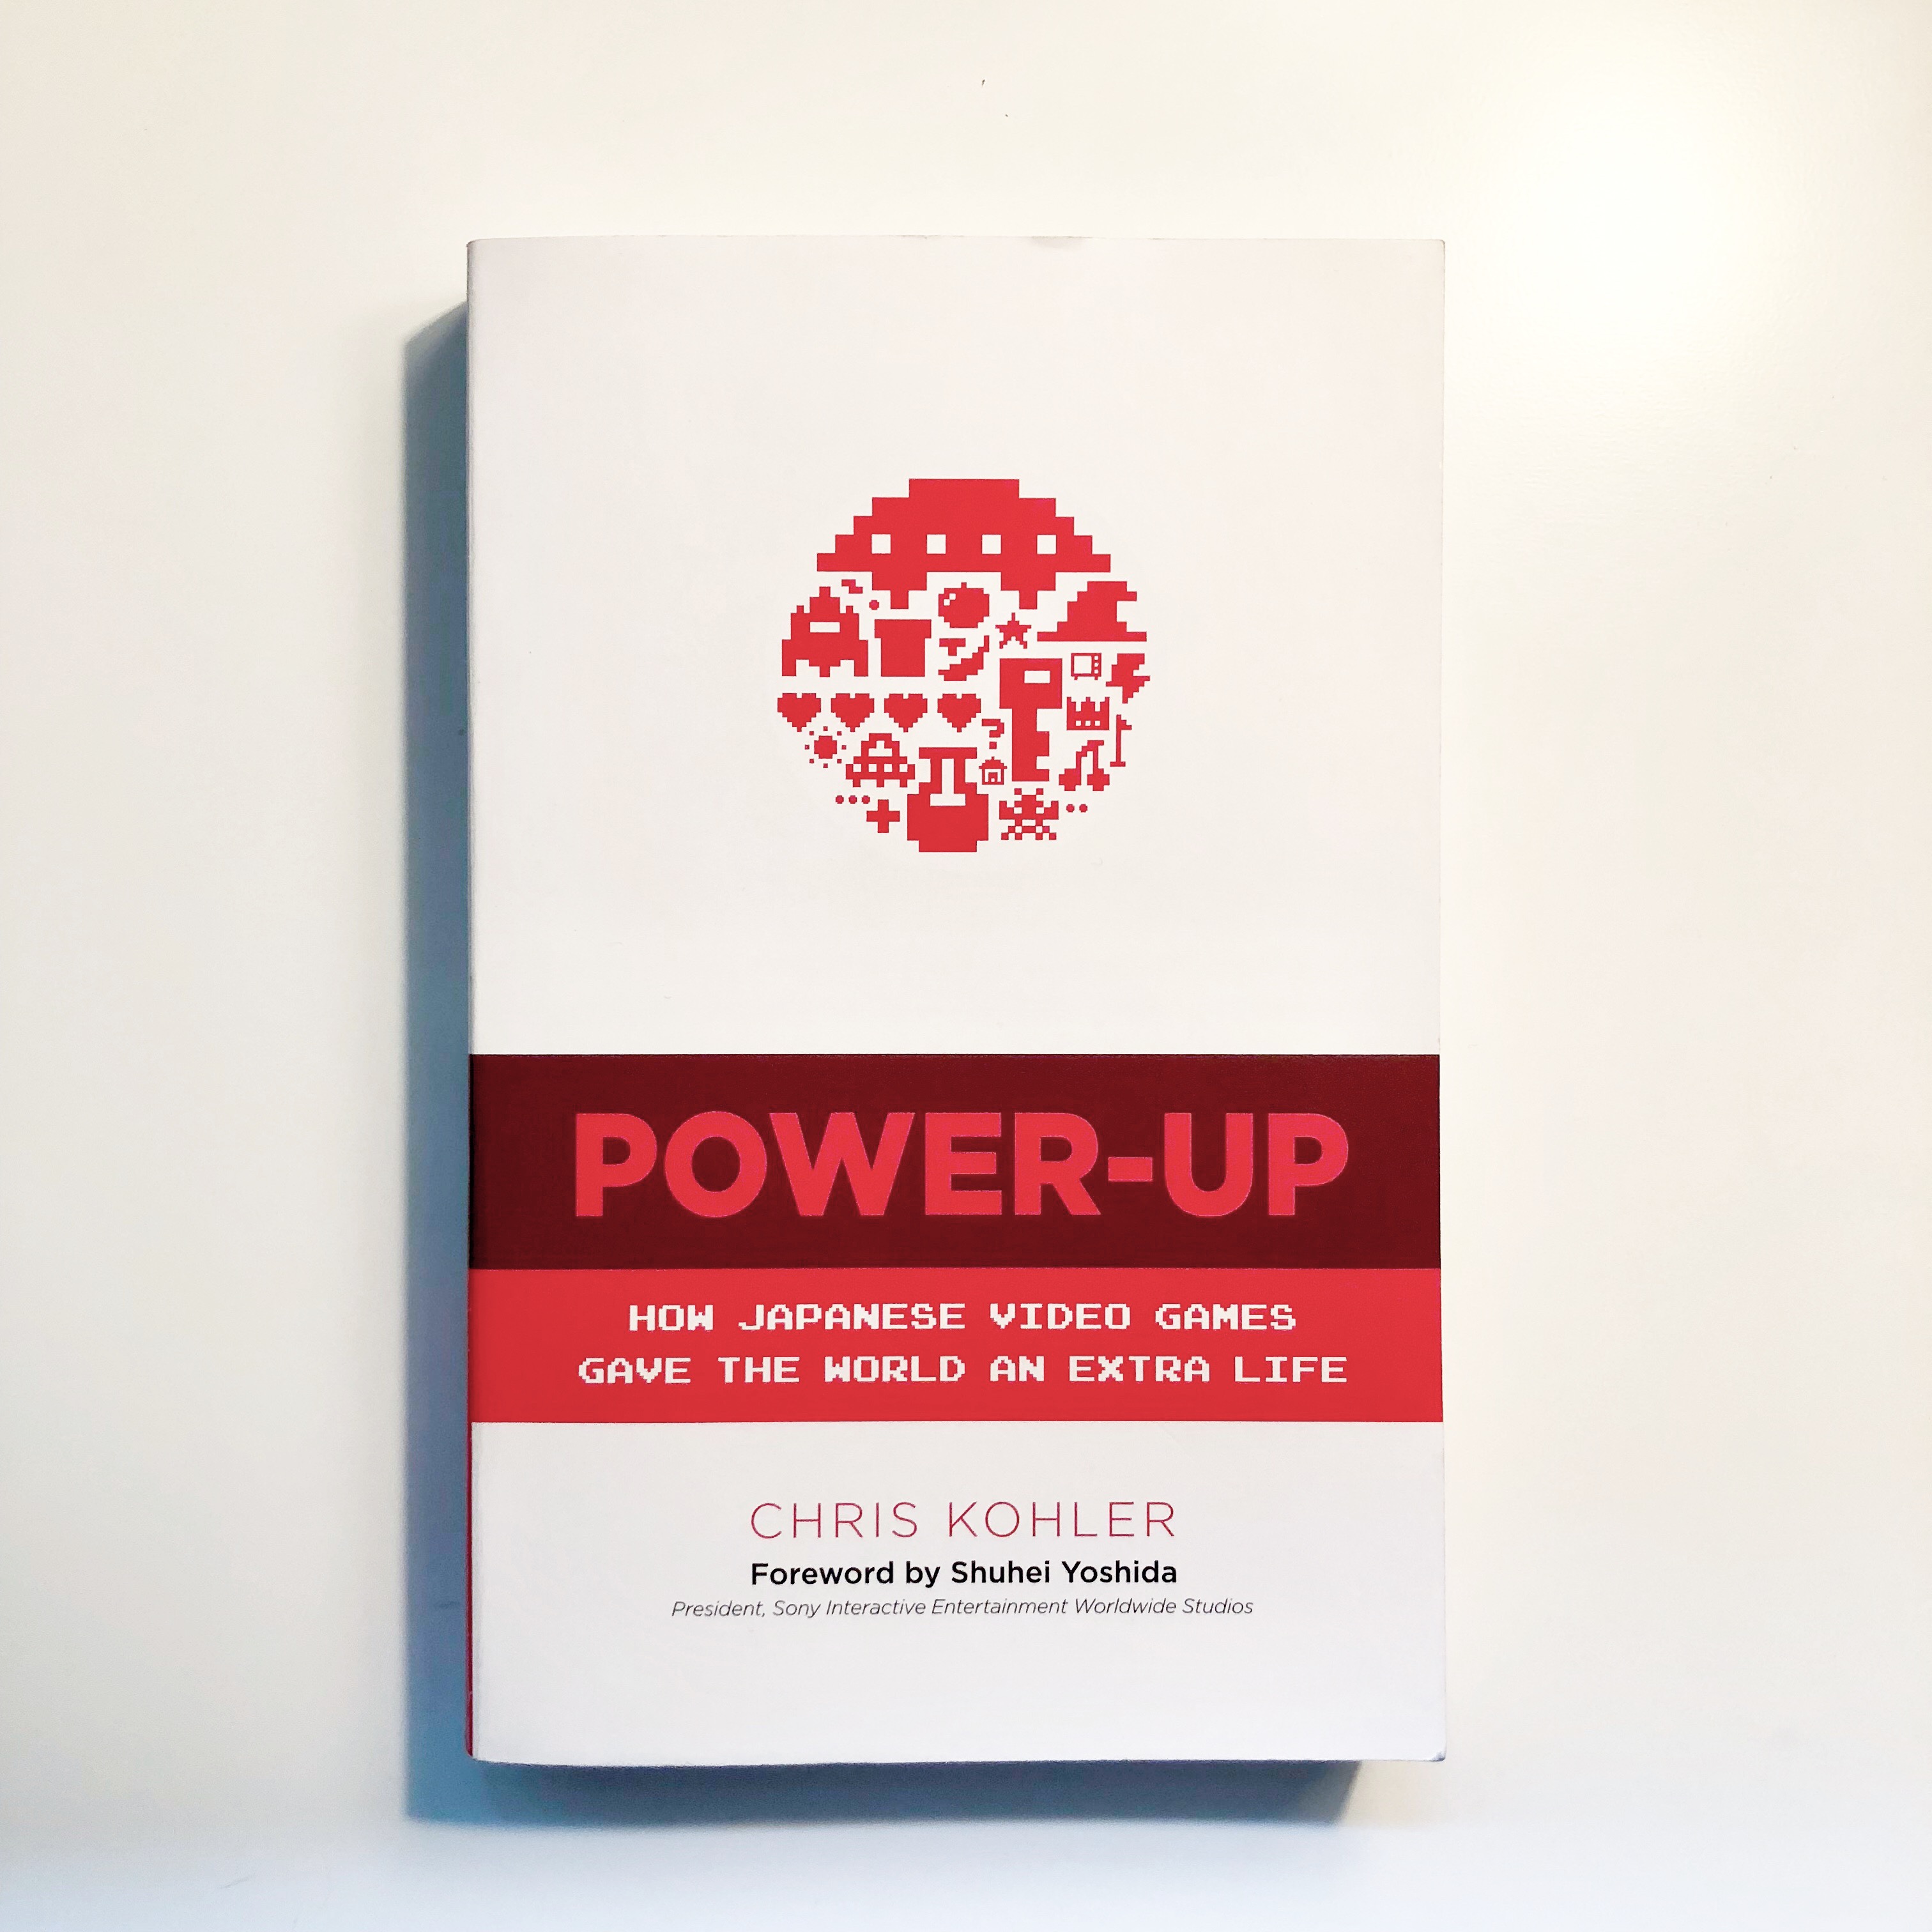 POWER-UP
HOW JAPANESE VIDEO GAMES
GAVE THE WORLD AN EXTRA LIFE
CHRIS KOHLER
Foreword by Shuhei Yoshida
President, Sony Interactive Entertainment Worldwide Studios